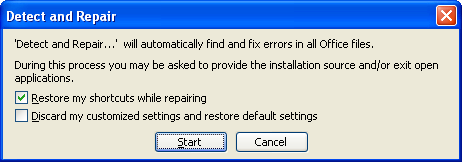 Detect and Repair
'Detect and Repair...' will automatically find and fix errors in all Office files.
During this process you may be asked to provide the installation source and/or exit open
applications.
Restore my shortcuts while repairing
Discard my customized settings and restore default settings
Start
Cancel